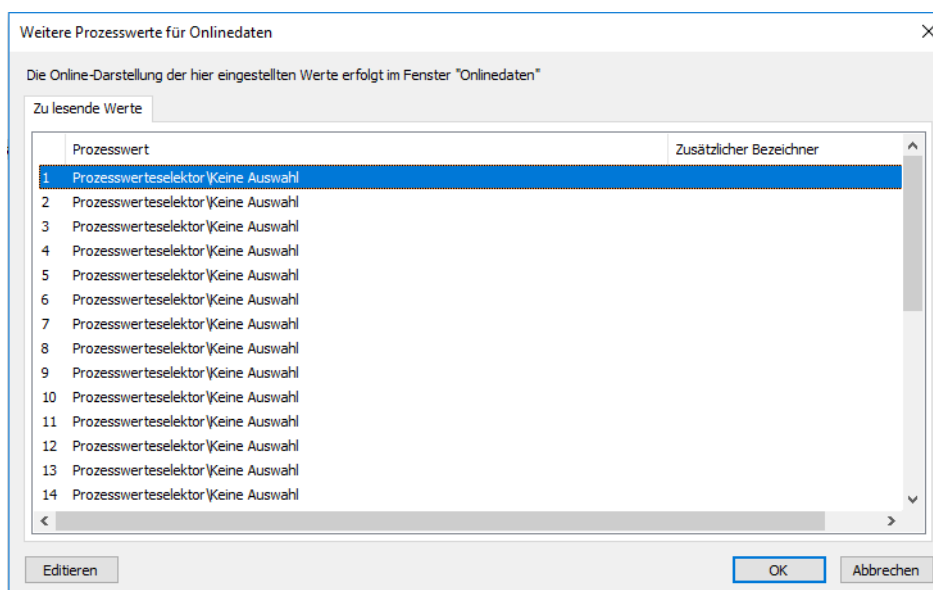 Weitere Prozesswerte für Onlinedaten
Die Online-Darstellung der hier eingestellten Werte erfolgt im Fenster "Onlinedaten"
Zu lesende Werte
Prozesswert Zusätzlicher Bezeichner
1 Prozesswerteselektor\Keine Auswahl
2 Prozesswerteselektor\Keine Auswahl
3 Prozesswerteselektor\Keine Auswahl
4 Prozesswerteselektor\Keine Auswahl
5 Prozesswerteselektor\Keine Auswahl
6 Prozesswerteselektor\Keine Auswahl
7 Prozesswerteselektor\Keine Auswahl
8 Prozesswerteselektor\Keine Auswahl
9 Prozesswerteselektor\Keine Auswahl
10 Prozesswerteselektor\Keine Auswahl
11 Prozesswerteselektor\Keine Auswahl
12 Prozesswerteselektor\Keine Auswahl
13 Prozesswerteselektor\Keine Auswahl
14 Prozesswerteselektor\Keine Auswahl
Editieren OK Abbrechen